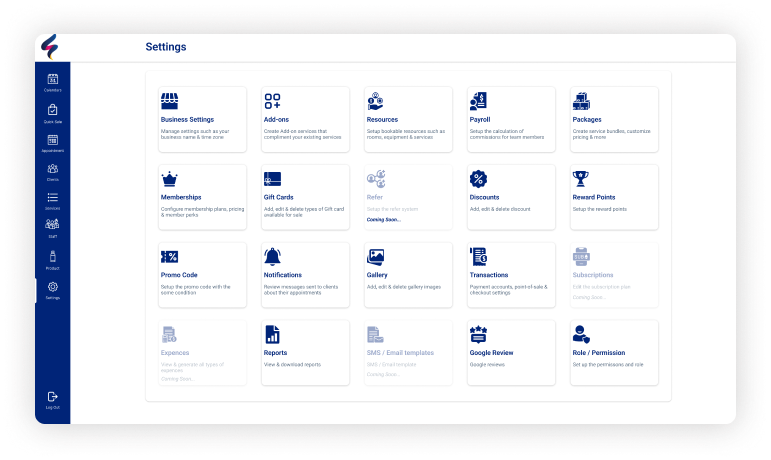 Settings
Calendars
Quick Sale
Appointment
Clients
Services
Staff
Product
Settings
Log Out
Business Settings
Manage settings such as your
business name & time zone
Add-ons
Create Add-on services that
compliment your existing services
Resources
Setup bookable resources such as
rooms, equipment & services
Payroll
Setup the calculation of
commissions for team members
Packages
Create service bundles, customize
pricing & more
Memberships
Configure membership plans, pricing
& member perks
Gift Cards
Add, edit & delete types of Gift card
available for sale
Refer
Setup the refer system
Coming Soon...
Discounts
Add, edit & delete discount
Reward Points
Setup the reward points
Promo Code
Setup the promo code with the
some condition
Notifications
Review messages sent to clients
about their appointments
Gallery
Add, edit & delete gallery images
Transactions
Payment accounts, point-of-sale &
checkout settings
Subscriptions
Edit the subscription plan
Coming Soon...
Expences
View & generate all types of
expences
Coming Soon...
Reports
View & download reports
SMS / Email templates
SMS / Email template
Coming Soon...
Google Review
Google reviews
Role / Permission
Set up the permissions and role